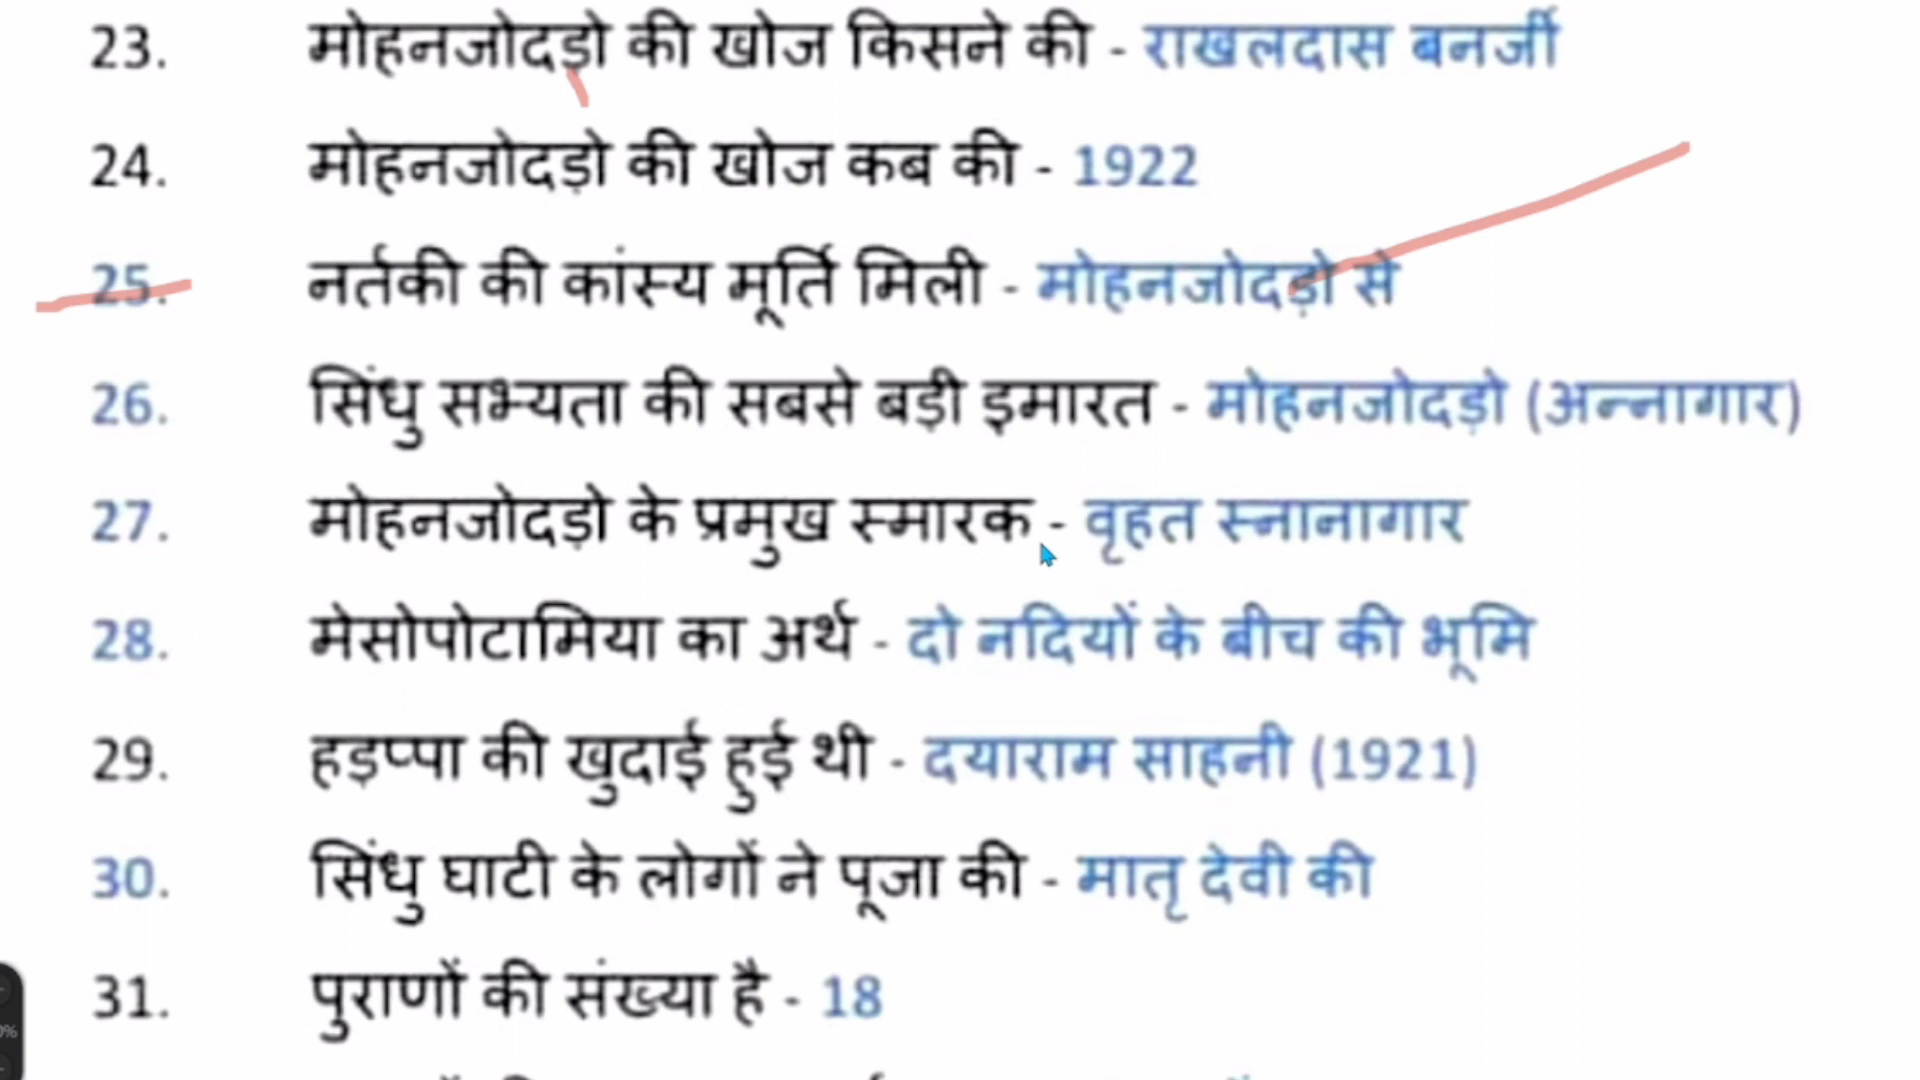 23. मोहनजोदड़ो की खोज किसने की - राखलदास बनर्जी
24. मोहनजोदड़ो की खोज कब की - 1922
25. नर्तकी की कांस्य मूर्ति मिली - मोहनजोदड़ो से
26. सिंधु सभ्यता की सबसे बड़ी इमारत - मोहनजोदड़ो (अन्नागार)
27. मोहनजोदड़ो के प्रमुख स्मारक - वृहत स्नानागार
28. मेसोपोटामिया का अर्थ - दो नदियों के बीच की भूमि
29. हड़प्पा की खुदाई हुई थी - दयाराम साहनी (1921)
30. सिंधु घाटी के लोगों ने पूजा की - मातृ देवी की
31. पुराणों की संख्या है - 18